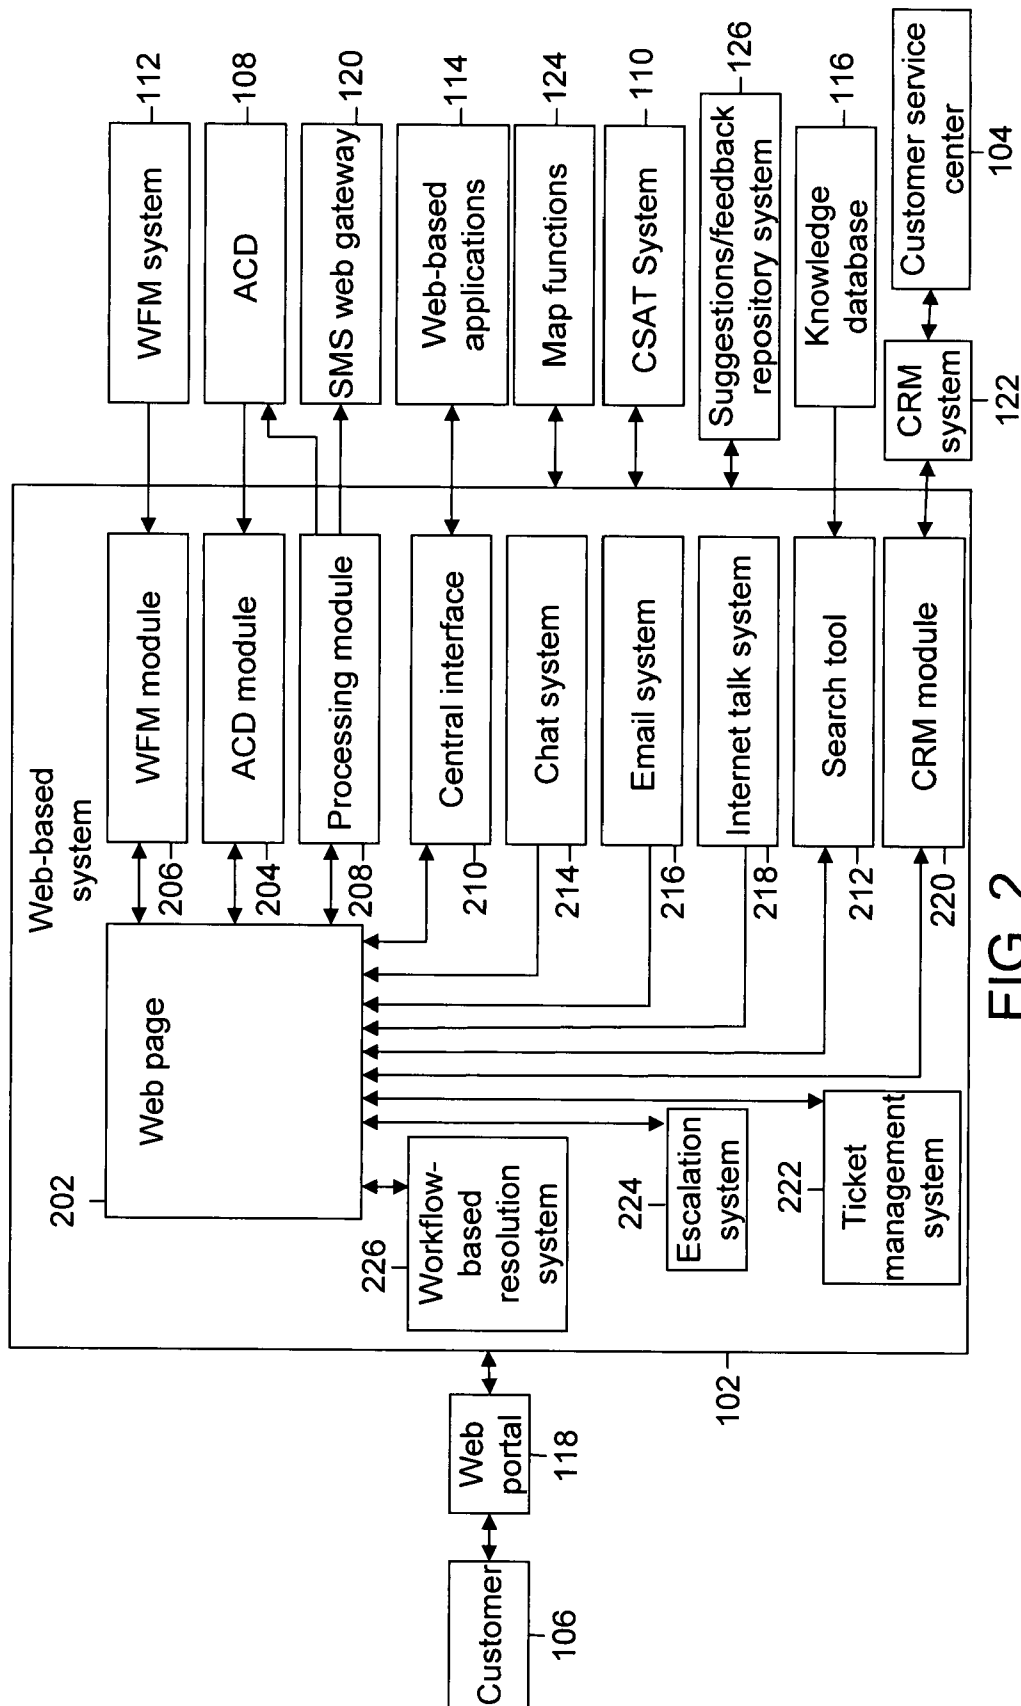 Web-based
system
Customer
106
Web
portal
118
102
202
Web page
226
Workflow-
based
resolution
system
224
Escalation
system
222
Ticket
management
system
206
WFM module
204
ACD module
208
Processing module
210
Central interface
214
Chat system
216
Email system
218
Internet talk system
212
Search tool
220
CRM module
WFM system
112
ACD
108
SMS web gateway
120
Web-based
applications
114
Map functions
124
CSAT System
110
Suggestions/feedback
repository system
126
Knowledge
database
116
CRM
system
122
Customer service
center
104
FIG. 2